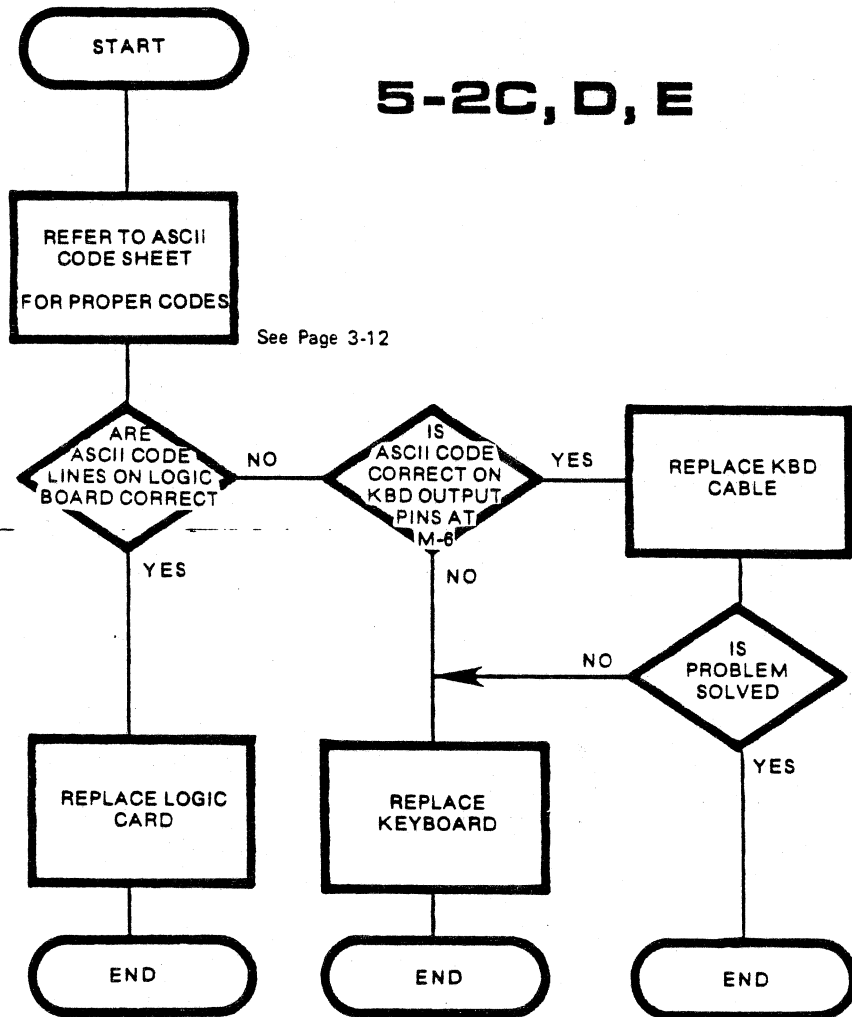 START
5-2C, D, E
REFER TO ASCII
CODE SHEET
FOR PROPER CODES
See Page 3-12
ARE
ASCII CODE
LINES ON LOGIC
BOARD CORRECT
NO
IS
ASCII CODE
CORRECT ON
KBD OUTPUT
PINS AT
M-6
YES
REPLACE KBD
CABLE
YES
NO
NO
IS
PROBLEM
SOLVED
YES
REPLACE LOGIC
CARD
REPLACE
KEYBOARD
END
END
END